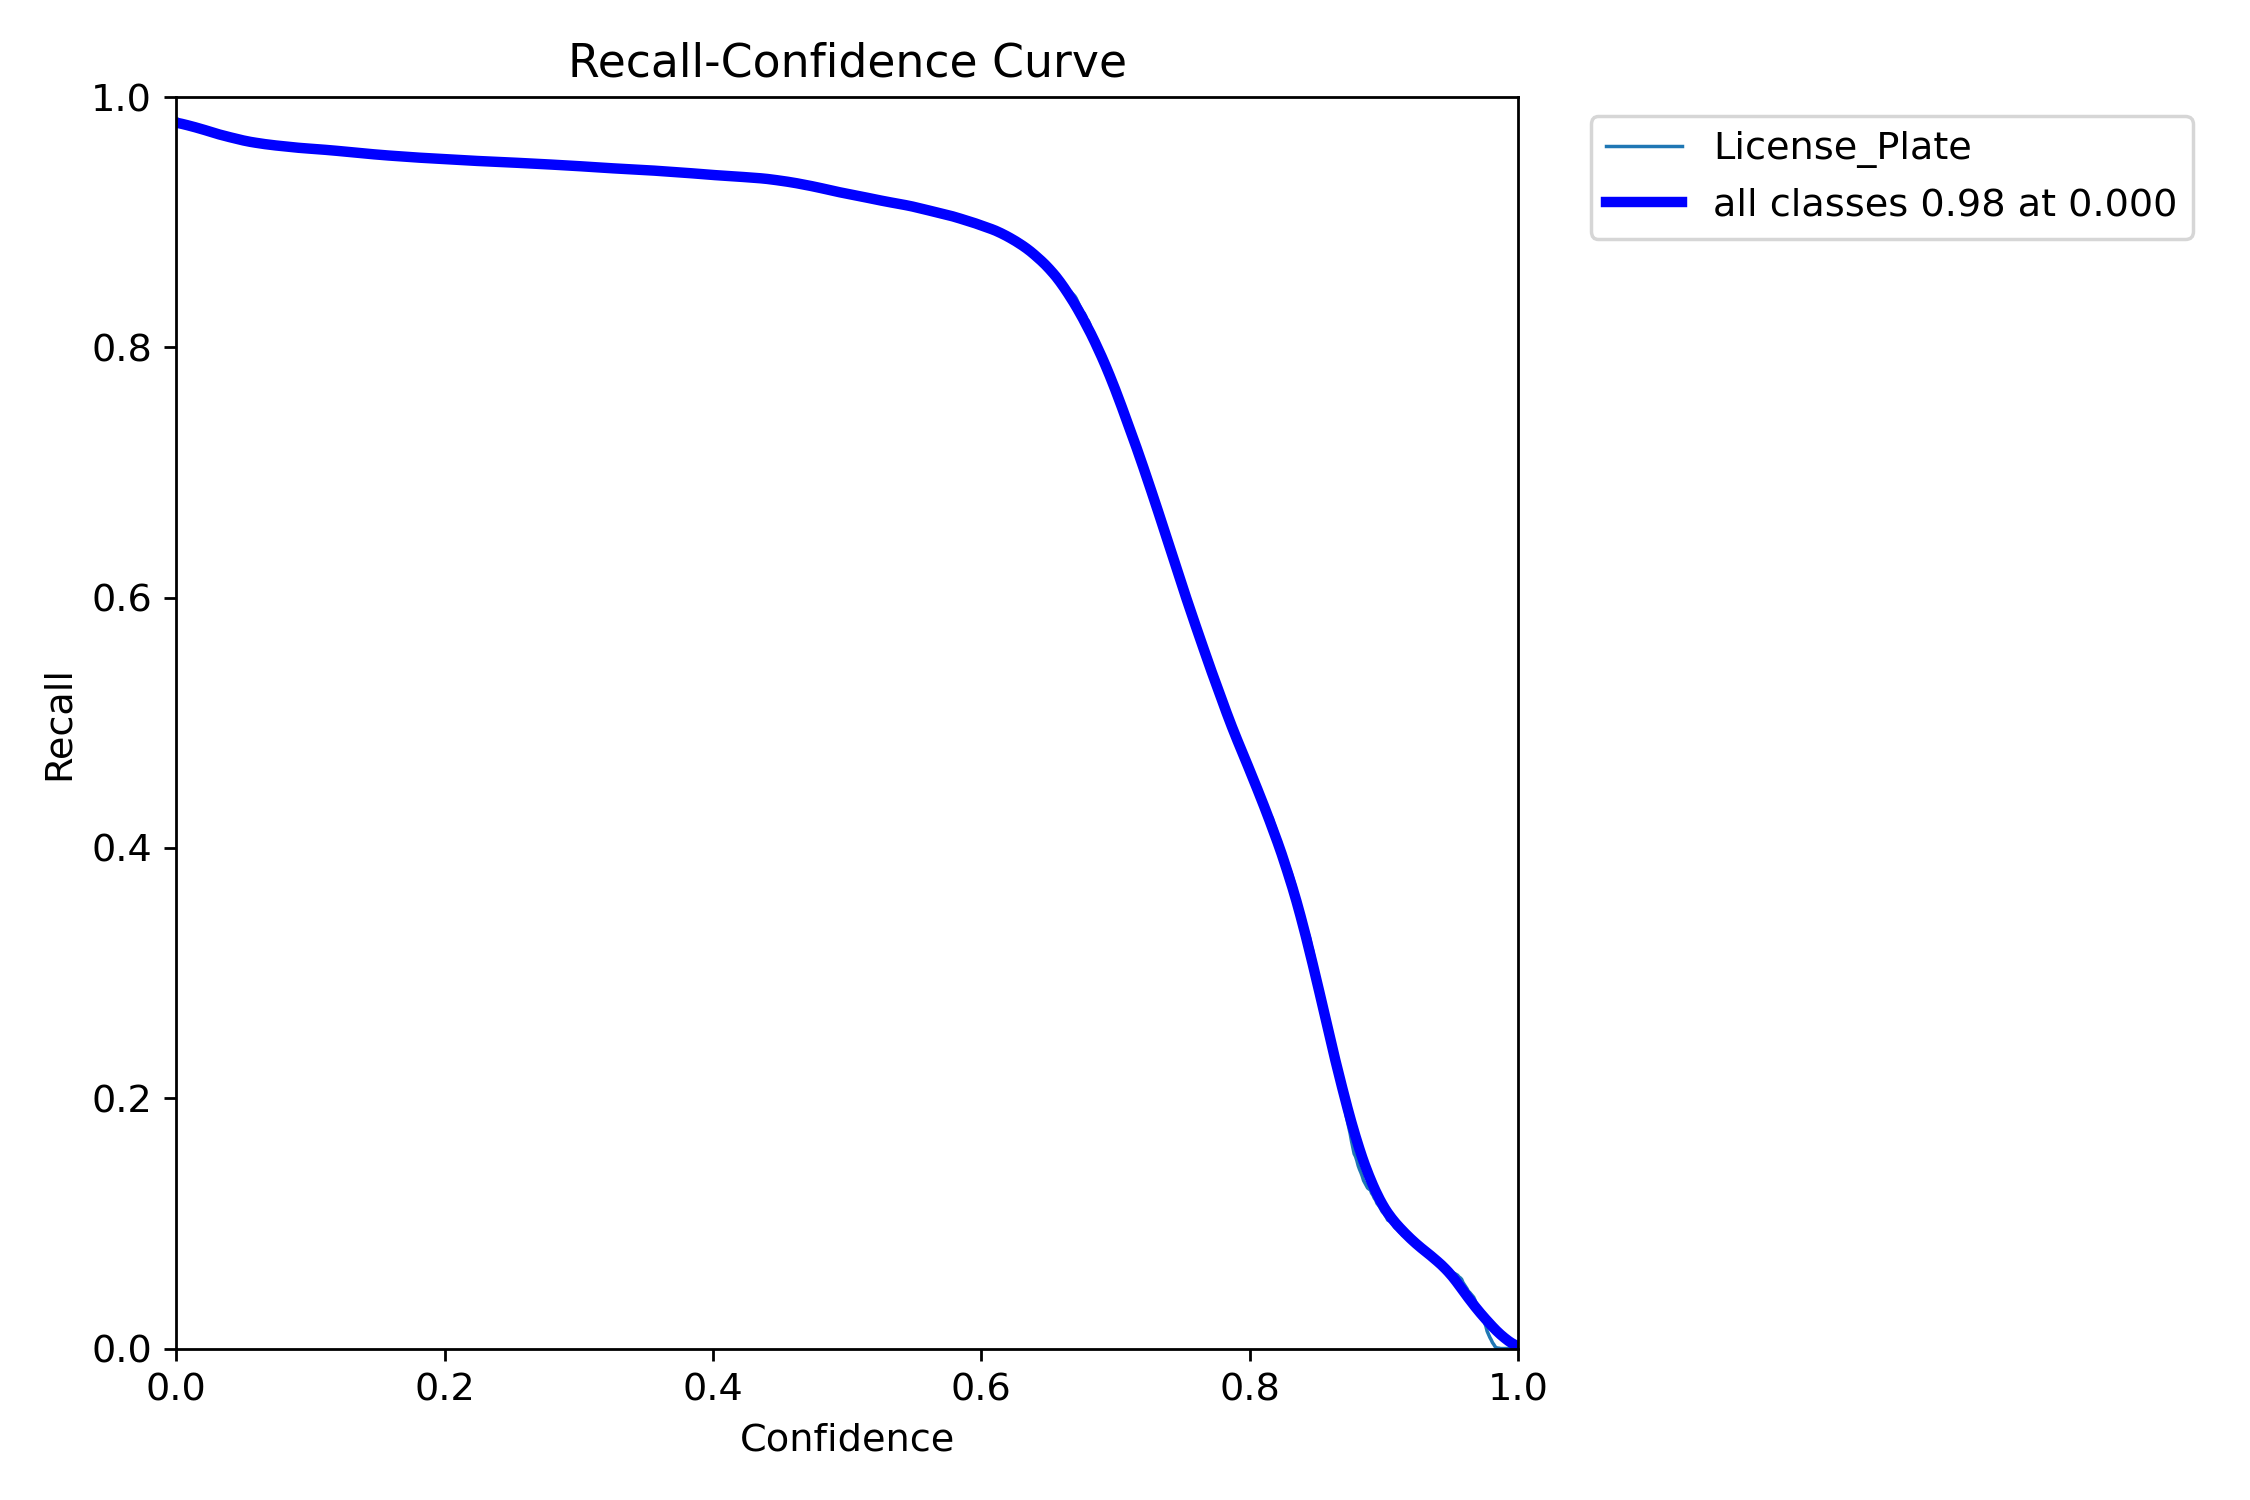 Recall-Confidence Curve
1.0
0.8
0.6
0.4
0.2
0.0
Recall
0.0 0.2 0.4 0.6 0.8 1.0
Confidence
License_Plate
all classes 0.98 at 0.000